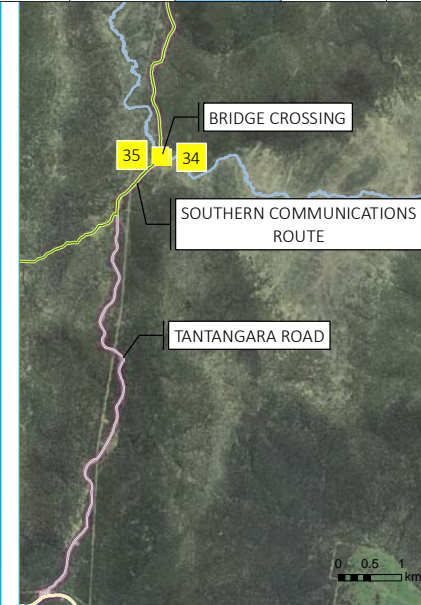 BRIDGE CROSSING
35
34
SOUTHERN COMMUNICATIONS
ROUTE
TANTANGARA ROAD
0 0.5 1
km